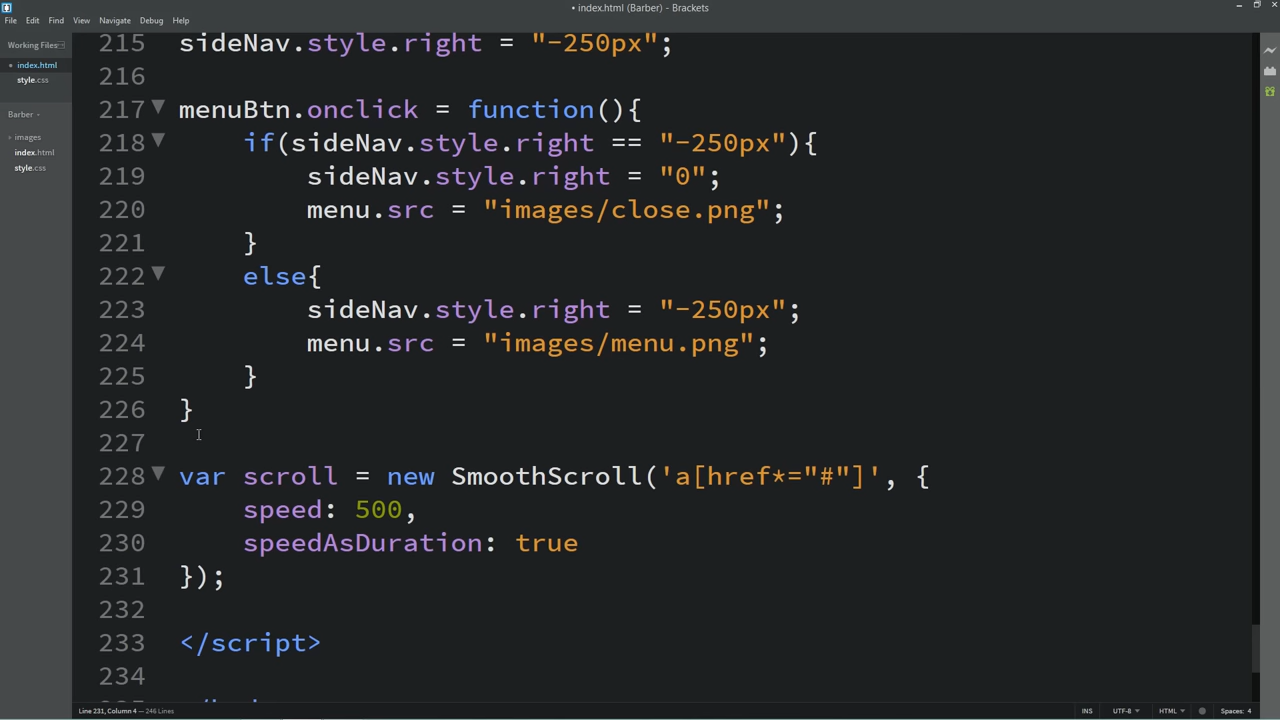 • index.html (Barber) - Brackets
File Edit Find View Navigate Debug Help
Working Files
index.html
style.css
Barber
images
index.html
style.css
215 sideNav.style.right = "-250px";
216
217 menuBtn.onclick = function(){
218 if(sideNav.style.right == "-250px"){
219 sideNav.style.right = "0";
220 menu.src = "images/close.png";
221 }
222 else{
223 sideNav.style.right = "-250px";
224 menu.src = "images/menu.png";
225 }
226 }
227
228 var scroll = new SmoothScroll('a[href*="#"]', {
229 speed: 500,
230 speedAsDuration: true
231 });
232
233 </script>
234
Line 231, Column 4 — 246 Lines
INS UTF-8 HTML Spaces: 4